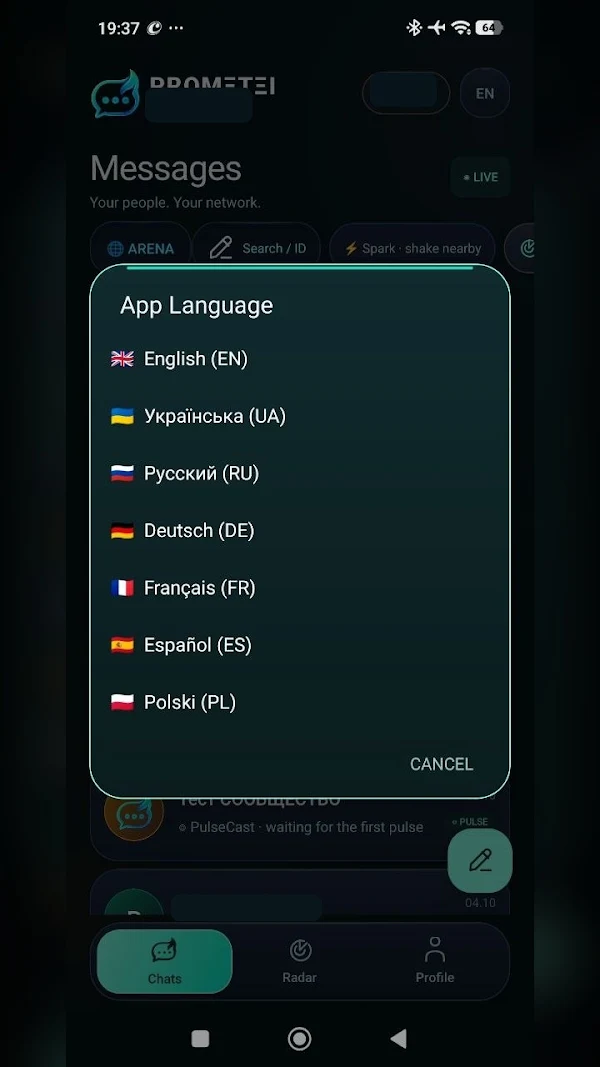 19:37
64
PROMETEI
EN
Messages
LIVE
Your people. Your network.
ARENA
Search / ID
Spark · shake nearby
App Language
English (EN)
Українська (UA)
Русский (RU)
Deutsch (DE)
Français (FR)
Español (ES)
Polski (PL)
CANCEL
Тест СООБЩЕСТВО
PulseCast · waiting for the first pulse
PULSE
04.10
Chats
Radar
Profile